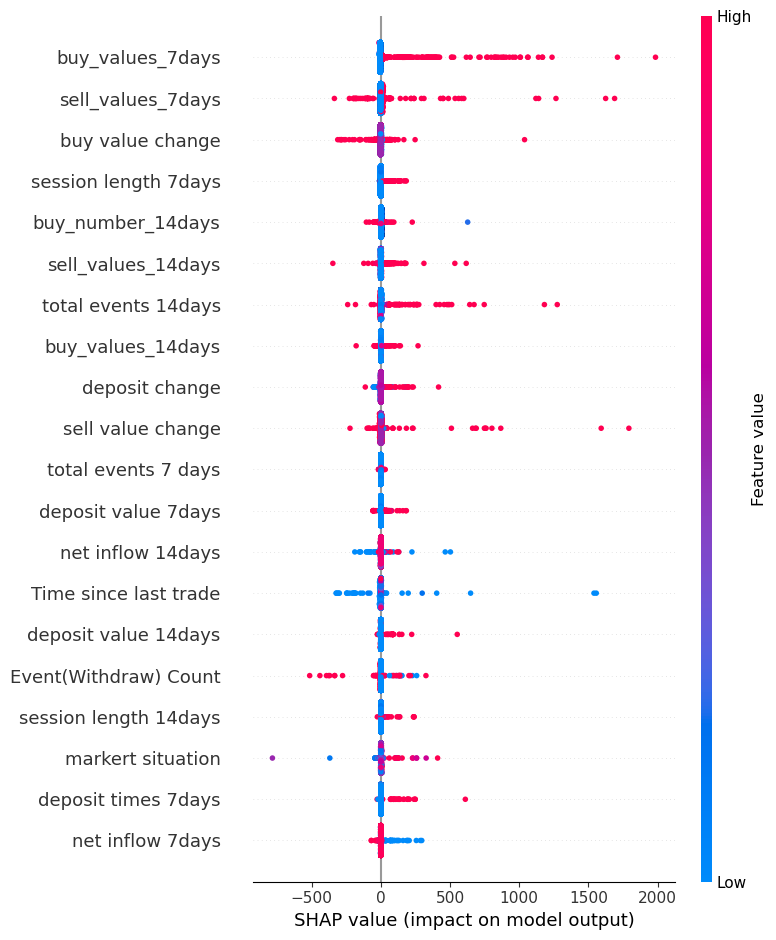 High
buy_values_7days
sell_values_7days
buy value change
session length 7days
buy_number_14days
sell_values_14days
total events 14days
buy_values_14days
deposit change
sell value change
total events 7 days
deposit value 7days
net inflow 14days
Time since last trade
deposit value 14days
Event(Withdraw) Count
session length 14days
markert situation
deposit times 7days
net inflow 7days
Feature value
Low
−500 0 500 1000 1500 2000
SHAP value (impact on model output)